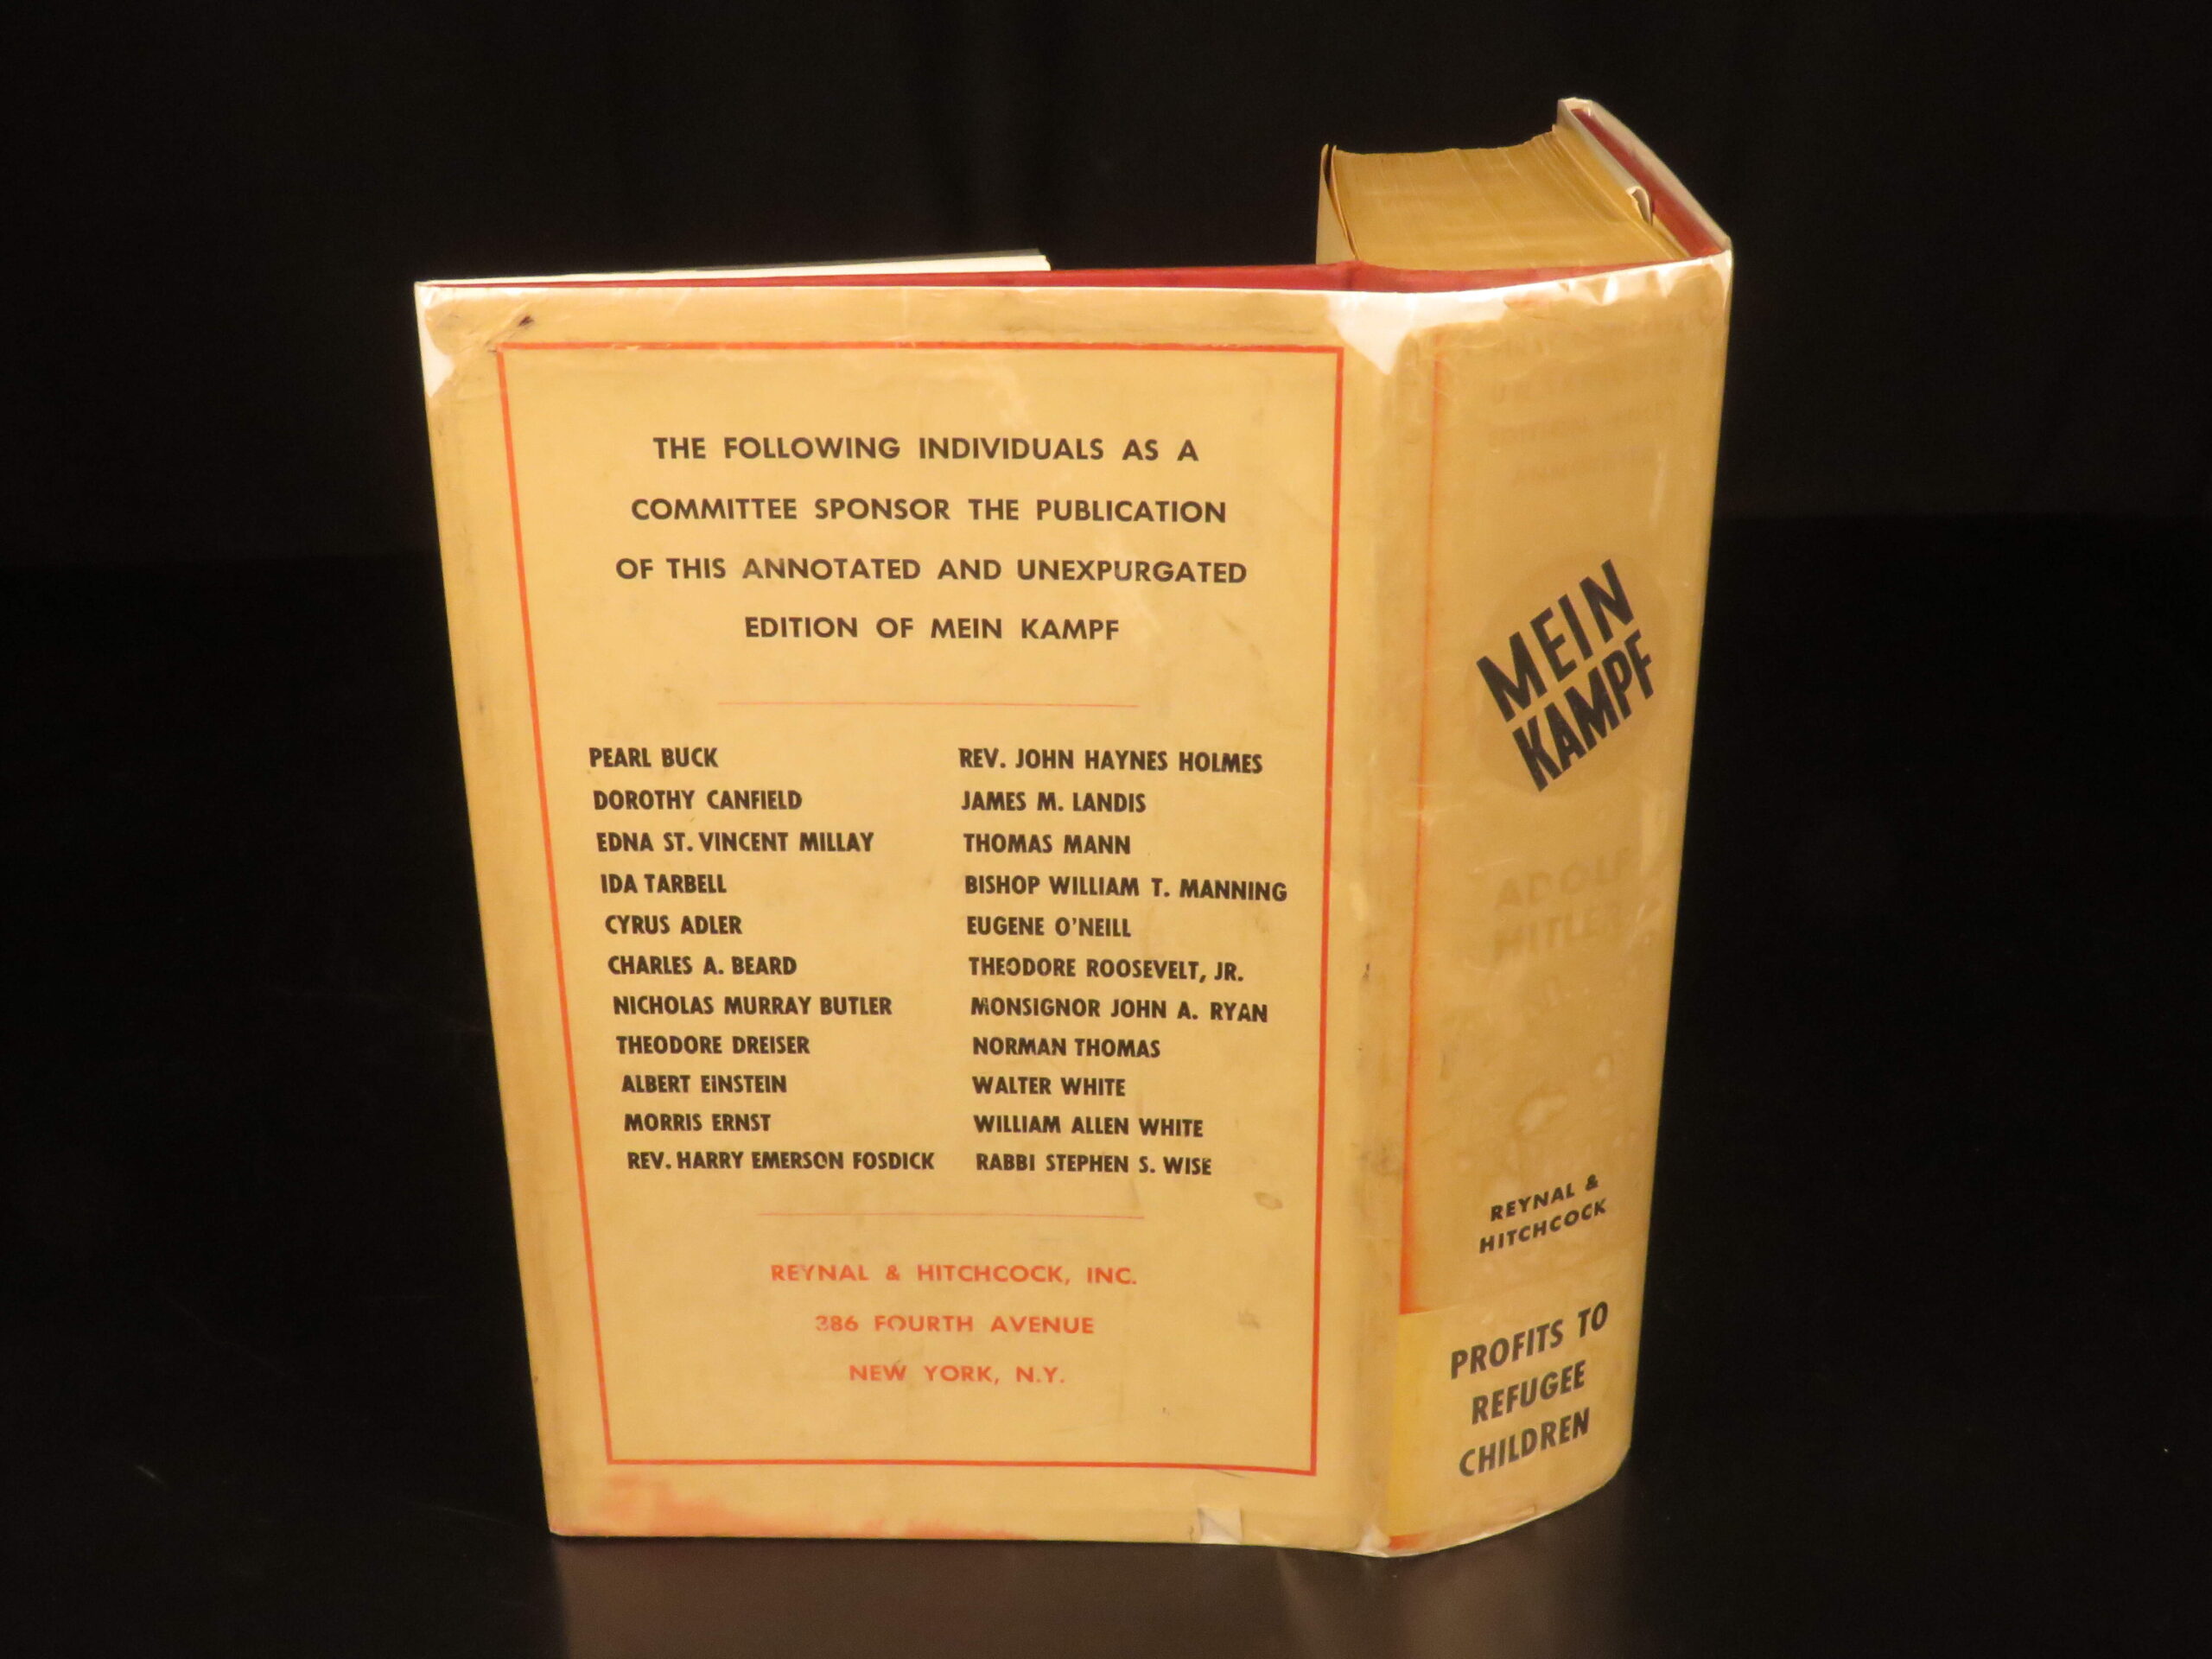 THE FOLLOWING INDIVIDUALS AS A
COMMITTEE SPONSOR THE PUBLICATION
OF THIS ANNOTATED AND UNEXPURGATED
EDITION OF MEIN KAMPF
PEARL BUCK
DOROTHY CANFIELD
EDNA ST. VINCENT MILLAY
IDA TARBELL
CYRUS ADLER
CHARLES A. BEARD
NICHOLAS MURRAY BUTLER
THEODORE DREISER
ALBERT EINSTEIN
MORRIS ERNST
REV. HARRY EMERSON FOSDICK
REV. JOHN HAYNES HOLMES
JAMES M. LANDIS
THOMAS MANN
BISHOP WILLIAM T. MANNING
EUGENE O'NEILL
THEODORE ROOSEVELT, JR.
MONSIGNOR JOHN A. RYAN
NORMAN THOMAS
WALTER WHITE
WILLIAM ALLEN WHITE
RABBI STEPHEN S. WISE
REYNAL & HITCHCOCK, INC.
386 FOURTH AVENUE
NEW YORK, N.Y.
MEIN
KAMPF
ADOLF
HITLER
REYNAL &
HITCHCOCK
PROFITS TO
REFUGEE
CHILDREN